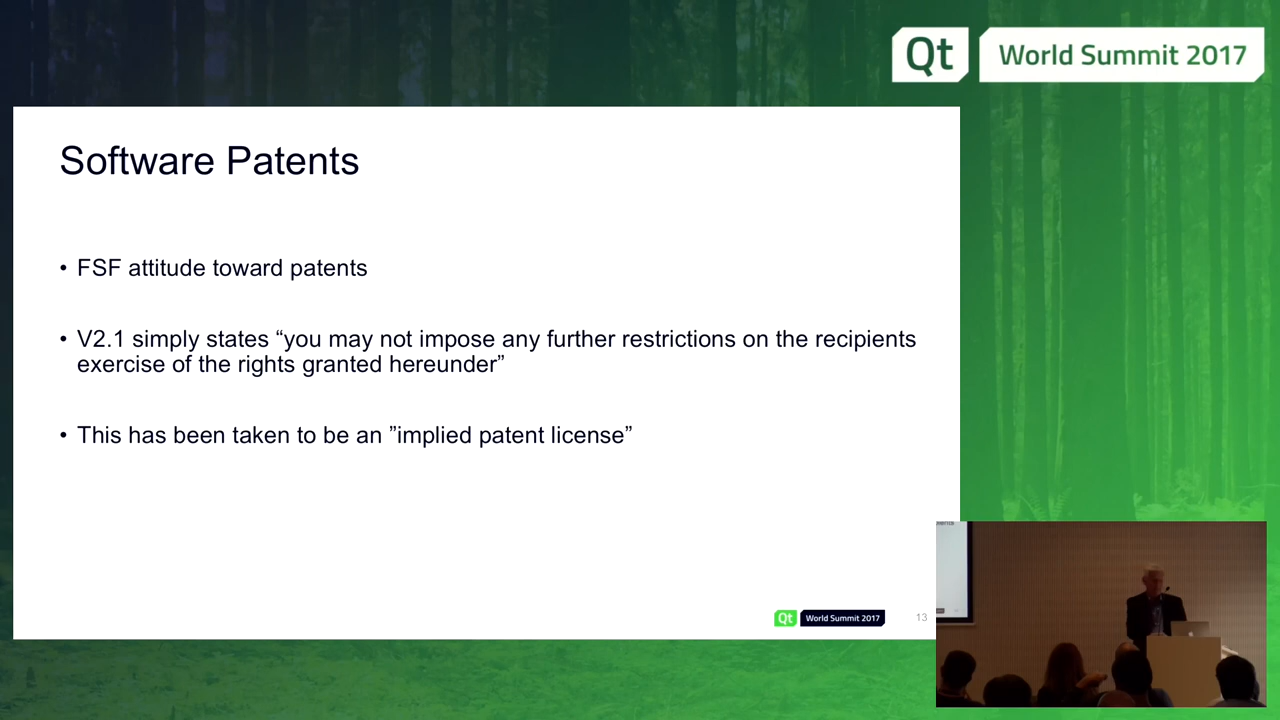 Qt World Summit 2017
Software Patents
• FSF attitude toward patents
• V2.1 simply states “you may not impose any further restrictions on the recipients
exercise of the rights granted hereunder”
• This has been taken to be an ”implied patent license”
Qt World Summit 2017 13